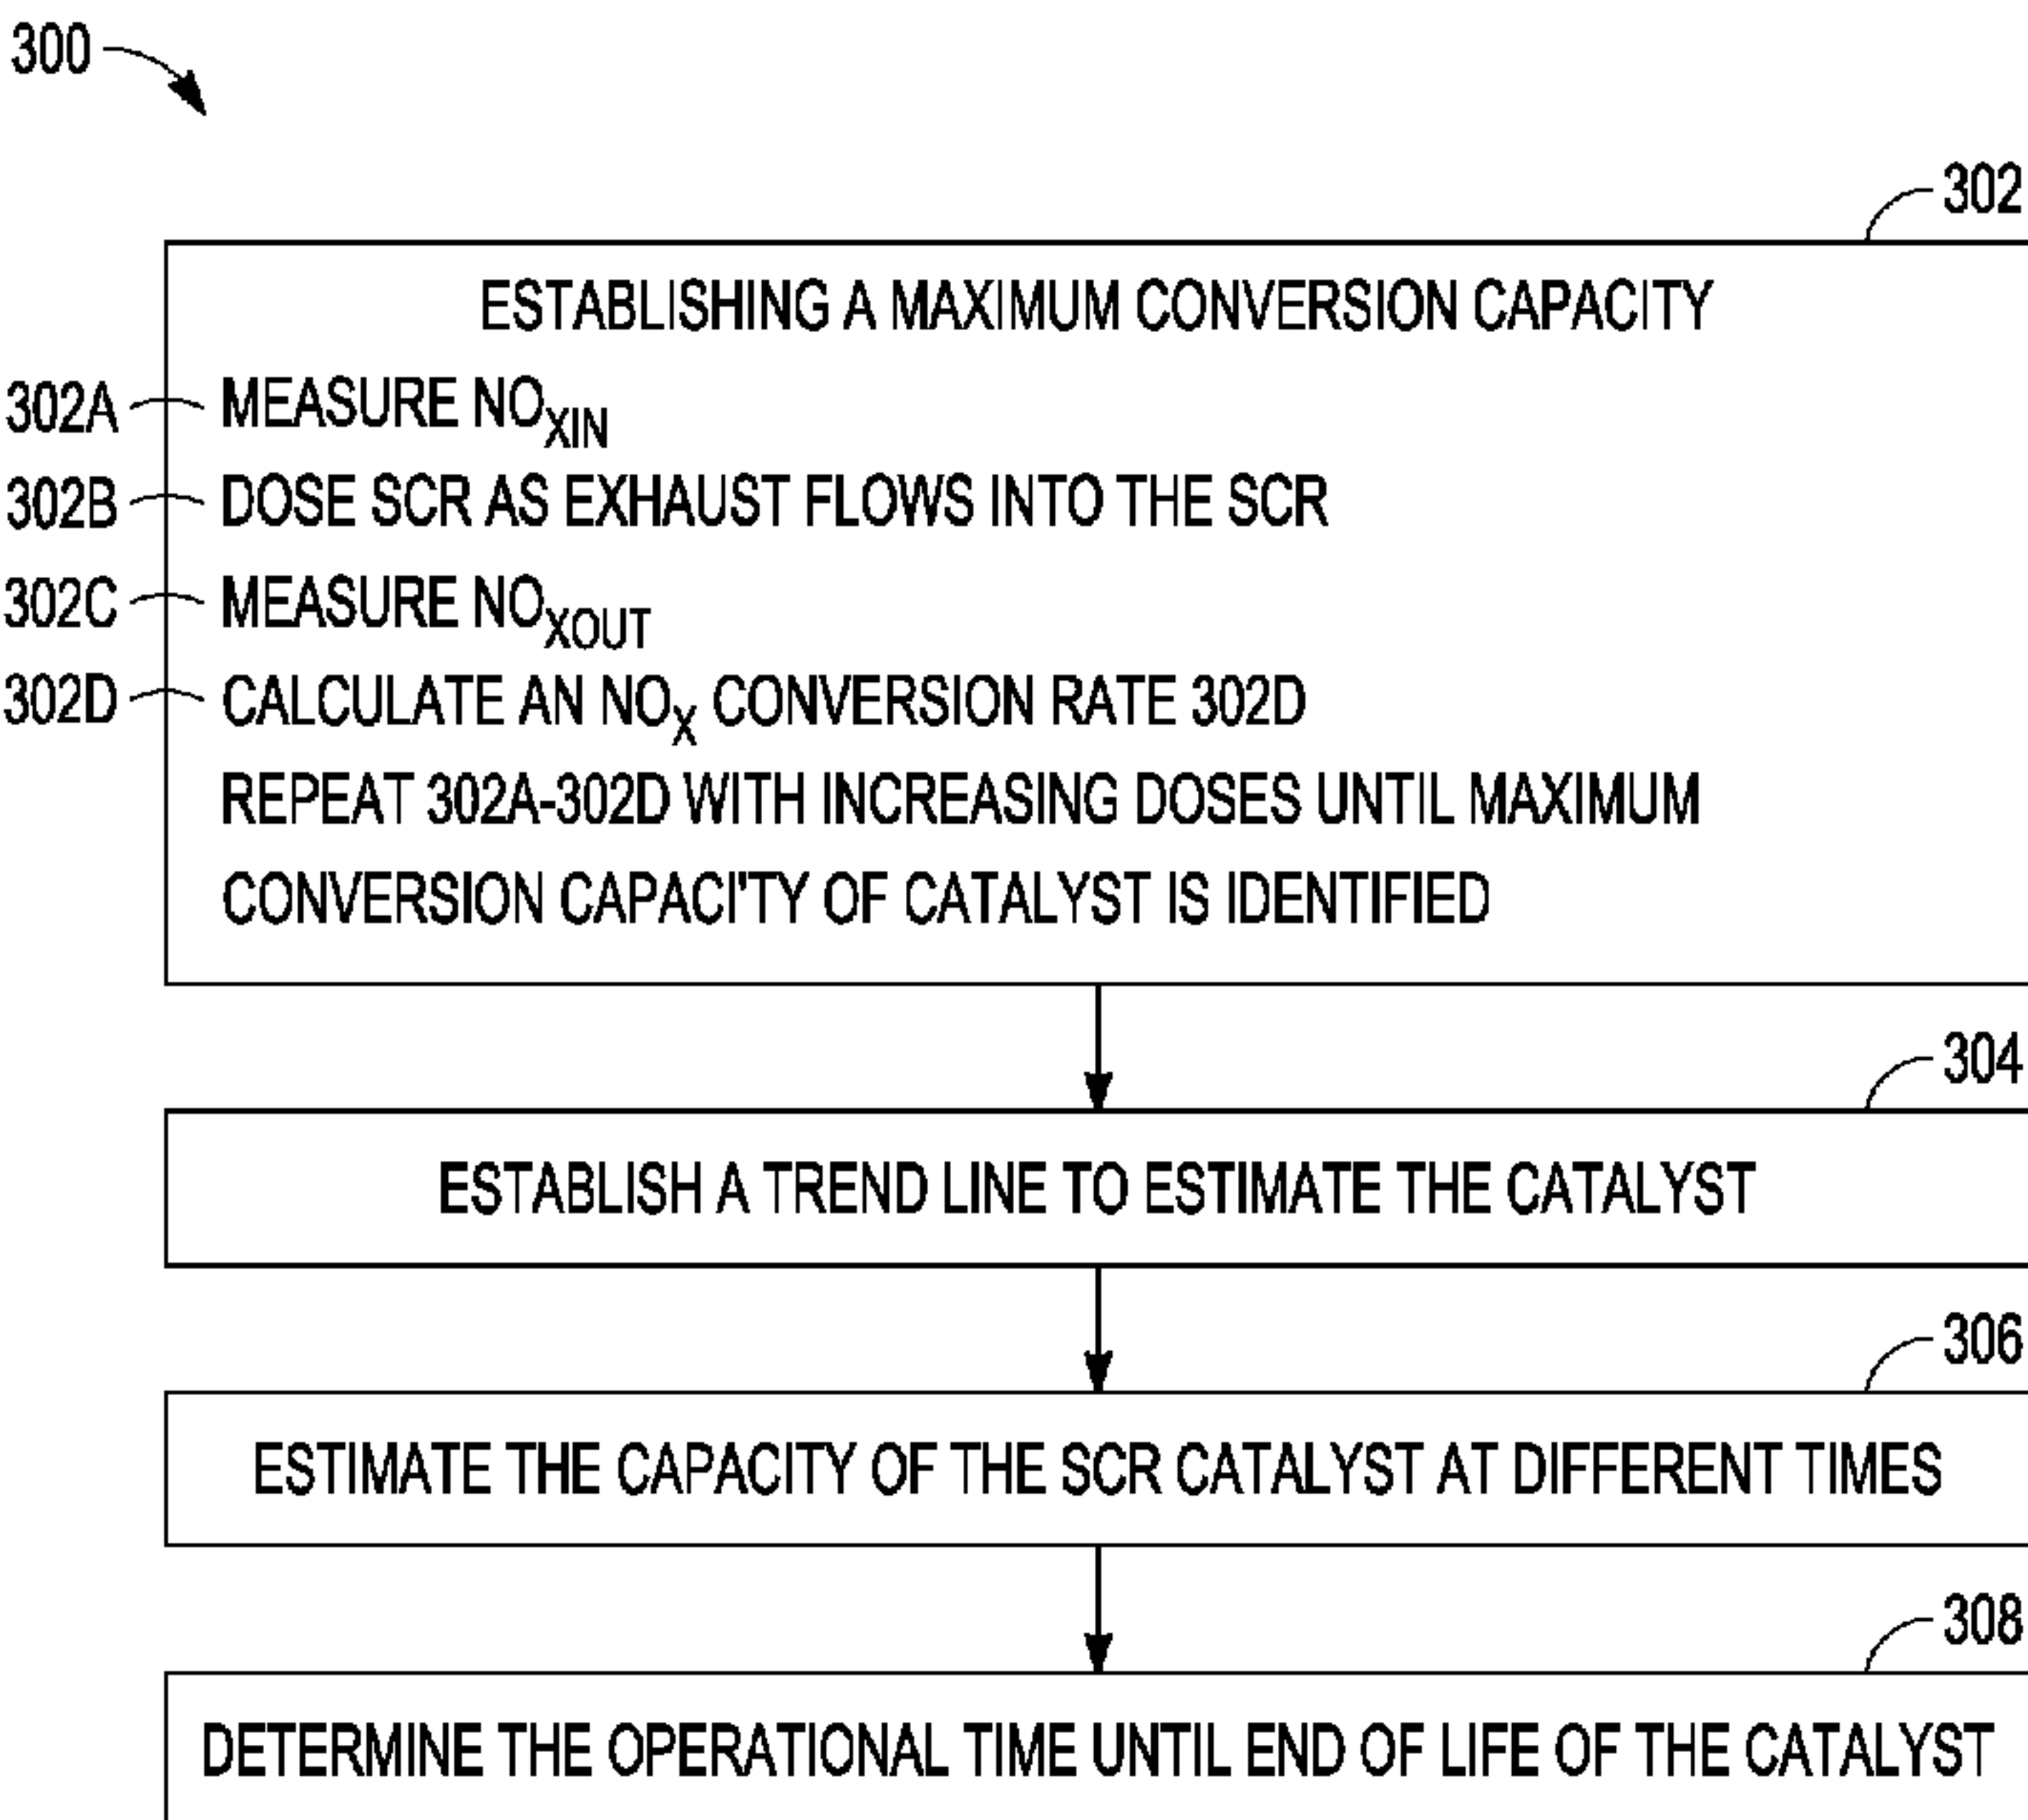 300
302
ESTABLISHING A MAXIMUM CONVERSION CAPACITY
302A MEASURE NOXIN
302B DOSE SCR AS EXHAUST FLOWS INTO THE SCR
302C MEASURE NOXOUT
302D CALCULATE AN NOX CONVERSION RATE 302D
REPEAT 302A-302D WITH INCREASING DOSES UNTIL MAXIMUM
CONVERSION CAPACI'TY OF CATALYST IS IDENTIFIED
304
ESTABLISH A TREND LINE TO ESTIMATE THE CATALYST
306
ESTIMATE THE CAPACITY OF THE SCR CATALYST AT DIFFERENT TIMES
308
DETERMINE THE OPERATIONAL TIME UNTIL END OF LIFE OF THE CATALYST